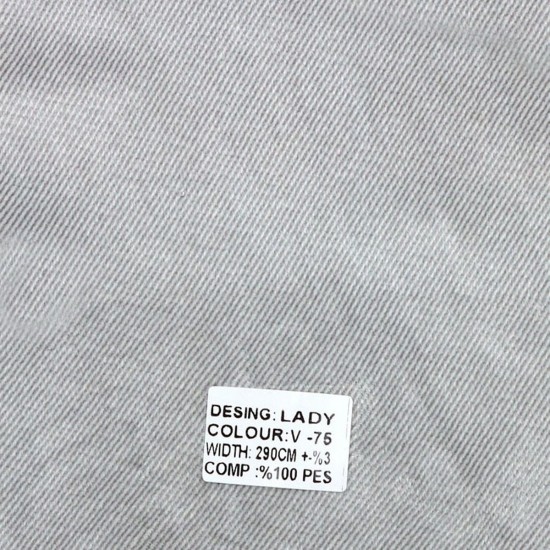 DESING: LADY
COLOUR: V -75
WIDTH: 290CM +-%3
COMP :%100 PES